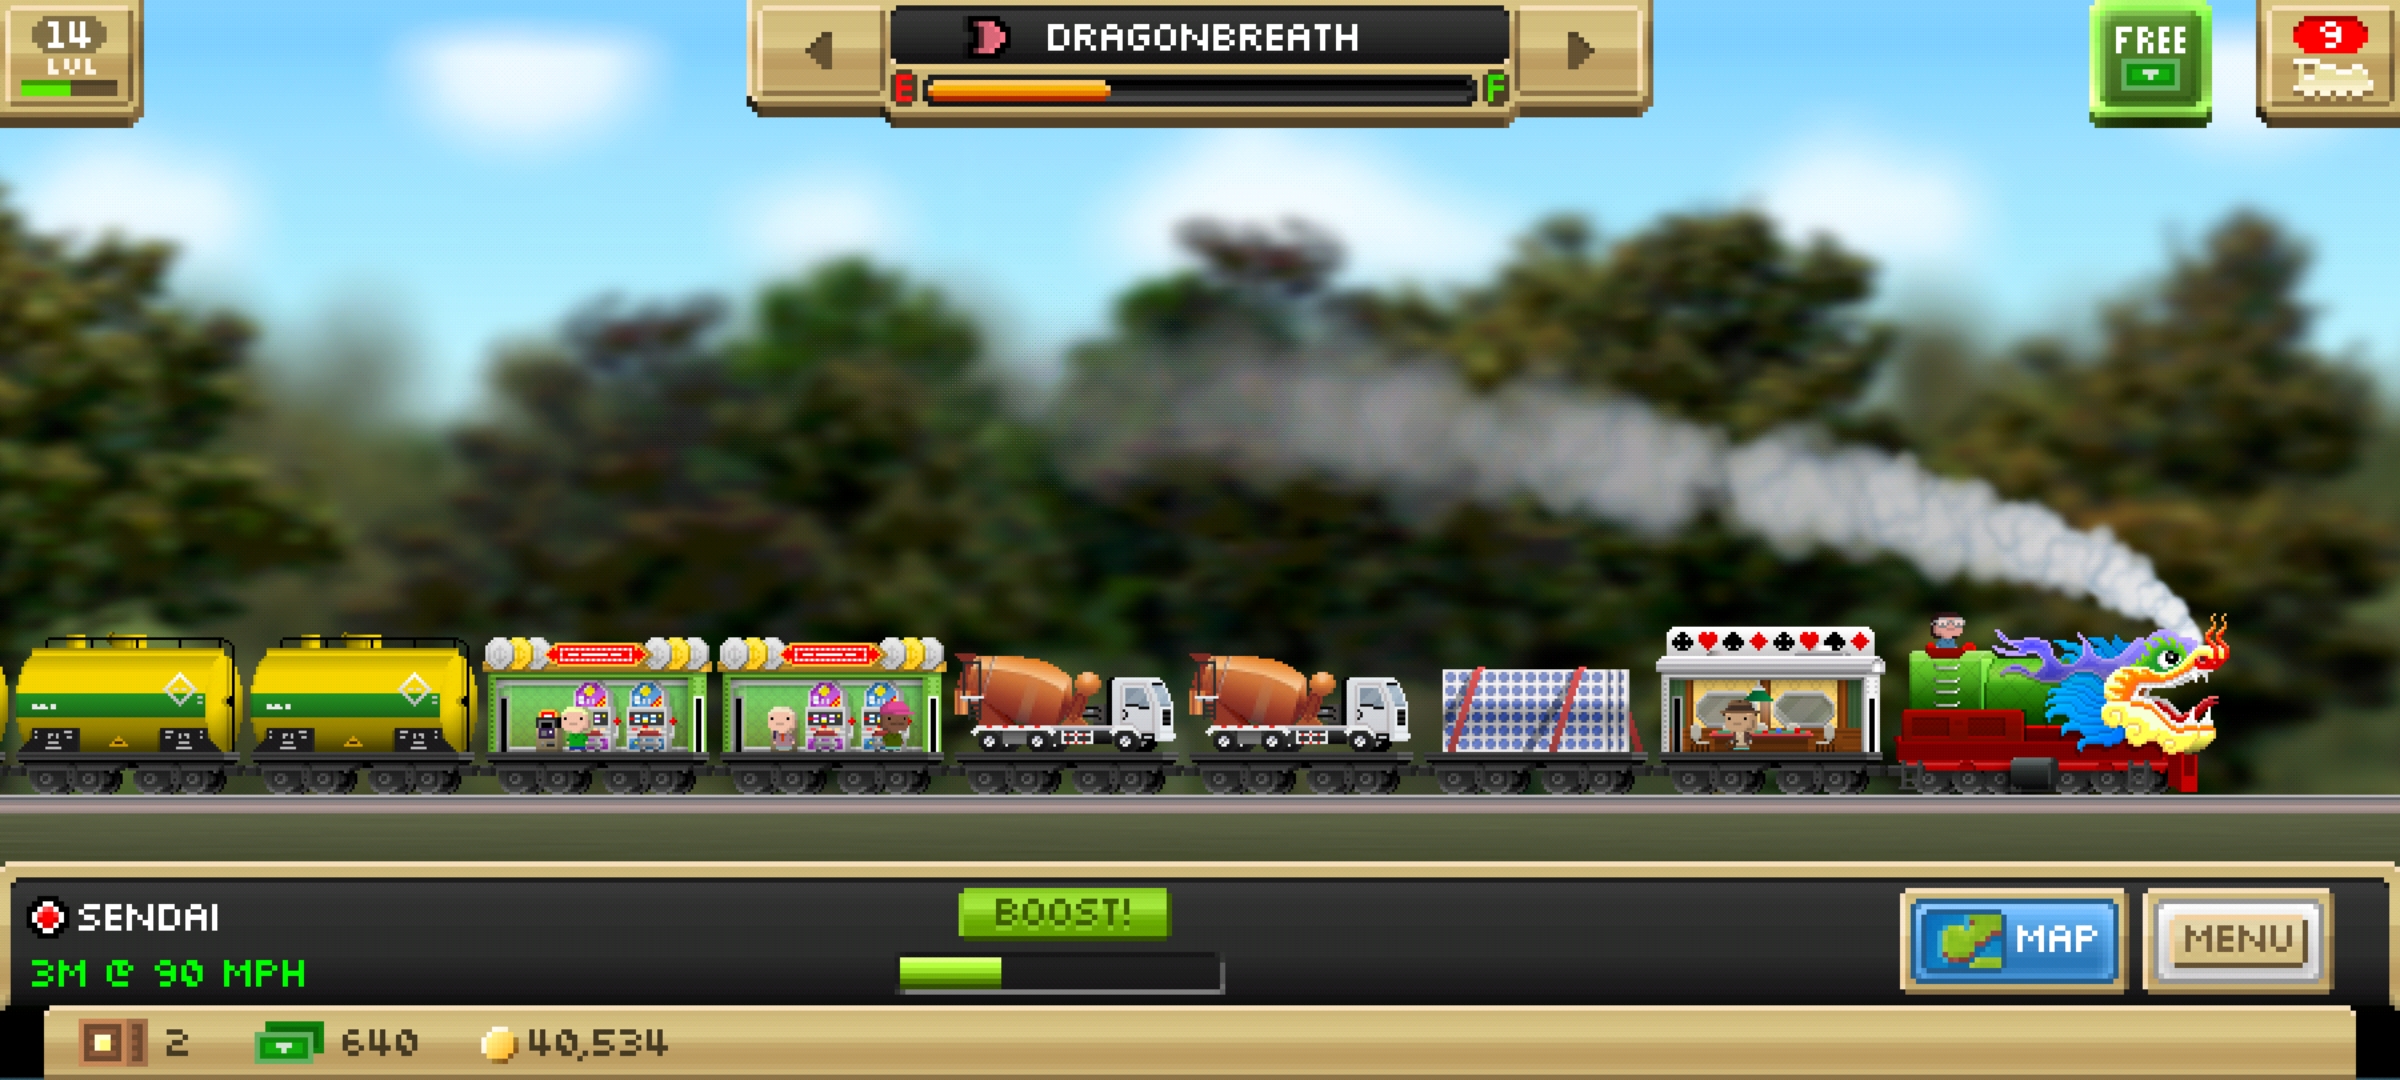 14
LVL
DRAGONBREATH
E F
FREE
9
SENDAI
3M @ 90 MPH
BOOST!
MAP
MENU
2 640 40,534